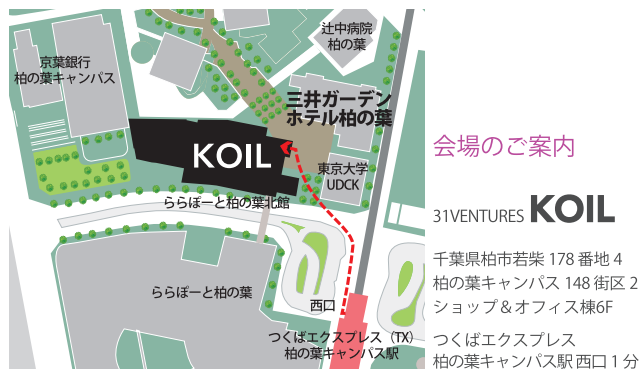 辻中病院
柏の葉
京葉銀行
柏の葉キャンパス
三井ガーデン
ホテル柏の葉
KOIL
東京大学
UDCK
ららぽーと柏の葉北館
ららぽーと柏の葉
西口
つくばエクスプレス（TX）
柏の葉キャンパス駅
会場のご案内
31VENTURES KOIL
千葉県柏市若柴 178 番地 4
柏の葉キャンパス 148 街区 2
ショップ＆オフィス棟6F
つくばエクスプレス
柏の葉キャンパス駅 西口 1 分